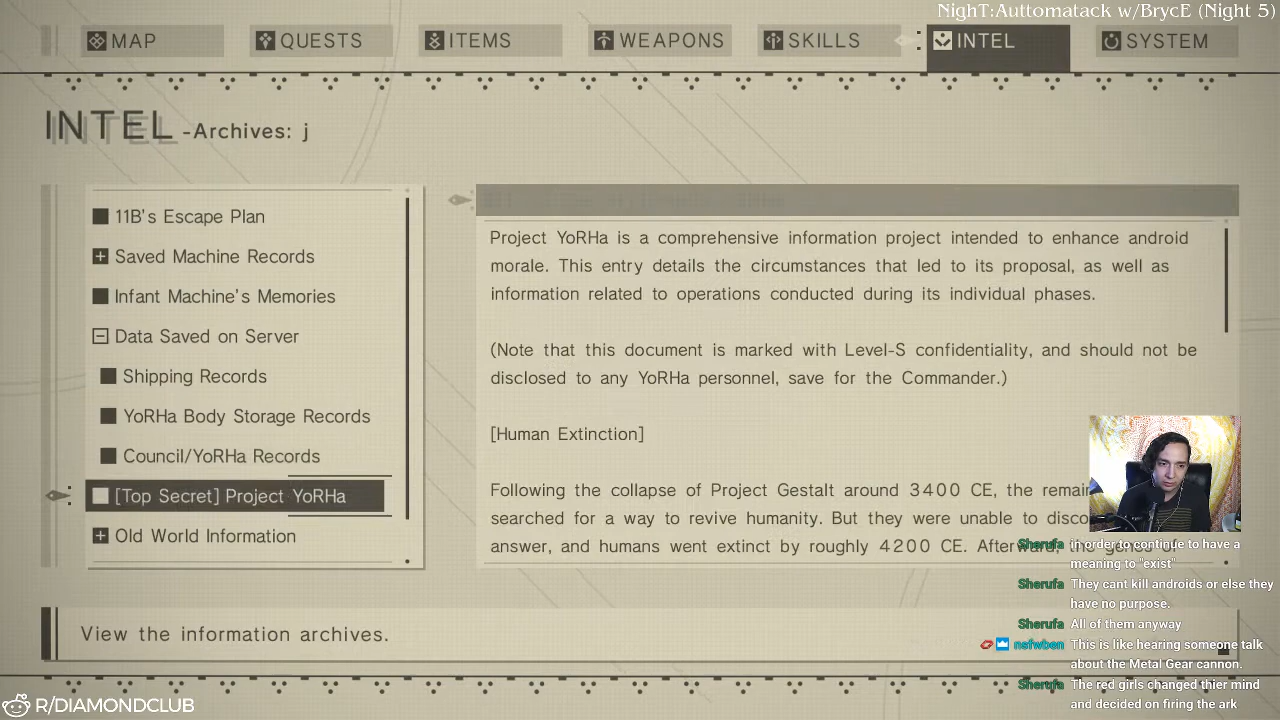 NighT:Auttomatack w/BrycE (Night 5)
MAP
QUESTS
ITEMS
WEAPONS
SKILLS
INTEL
SYSTEM
INTEL -Archives: j
11B's Escape Plan
Saved Machine Records
Infant Machine's Memories
Data Saved on Server
Shipping Records
YoRHa Body Storage Records
Council/YoRHa Records
[Top Secret] Project YoRHa
Old World Information
Project YoRHa is a comprehensive information project intended to enhance android
morale. This entry details the circumstances that led to its proposal, as well as
information related to operations conducted during its individual phases.
(Note that this document is marked with Level-S confidentiality, and should not be
disclosed to any YoRHa personnel, save for the Commander.)
[Human Extinction]
Following the collapse of Project Gestalt around 3400 CE, the remain
searched for a way to revive humanity. But they were unable to disco
answer, and humans went extinct by roughly 4200 CE.
Sherufa in order to continue to have a
meaning to "exist"
Sherufa They cant kill androids or else they
have no purpose.
Sherufa All of them anyway
nsfwben This is like hearing someone talk
about the Metal Gear cannon.
Sherufa The red girls changed thier mind
and decided on firing the ark
View the information archives.
R/DIAMONDCLUB